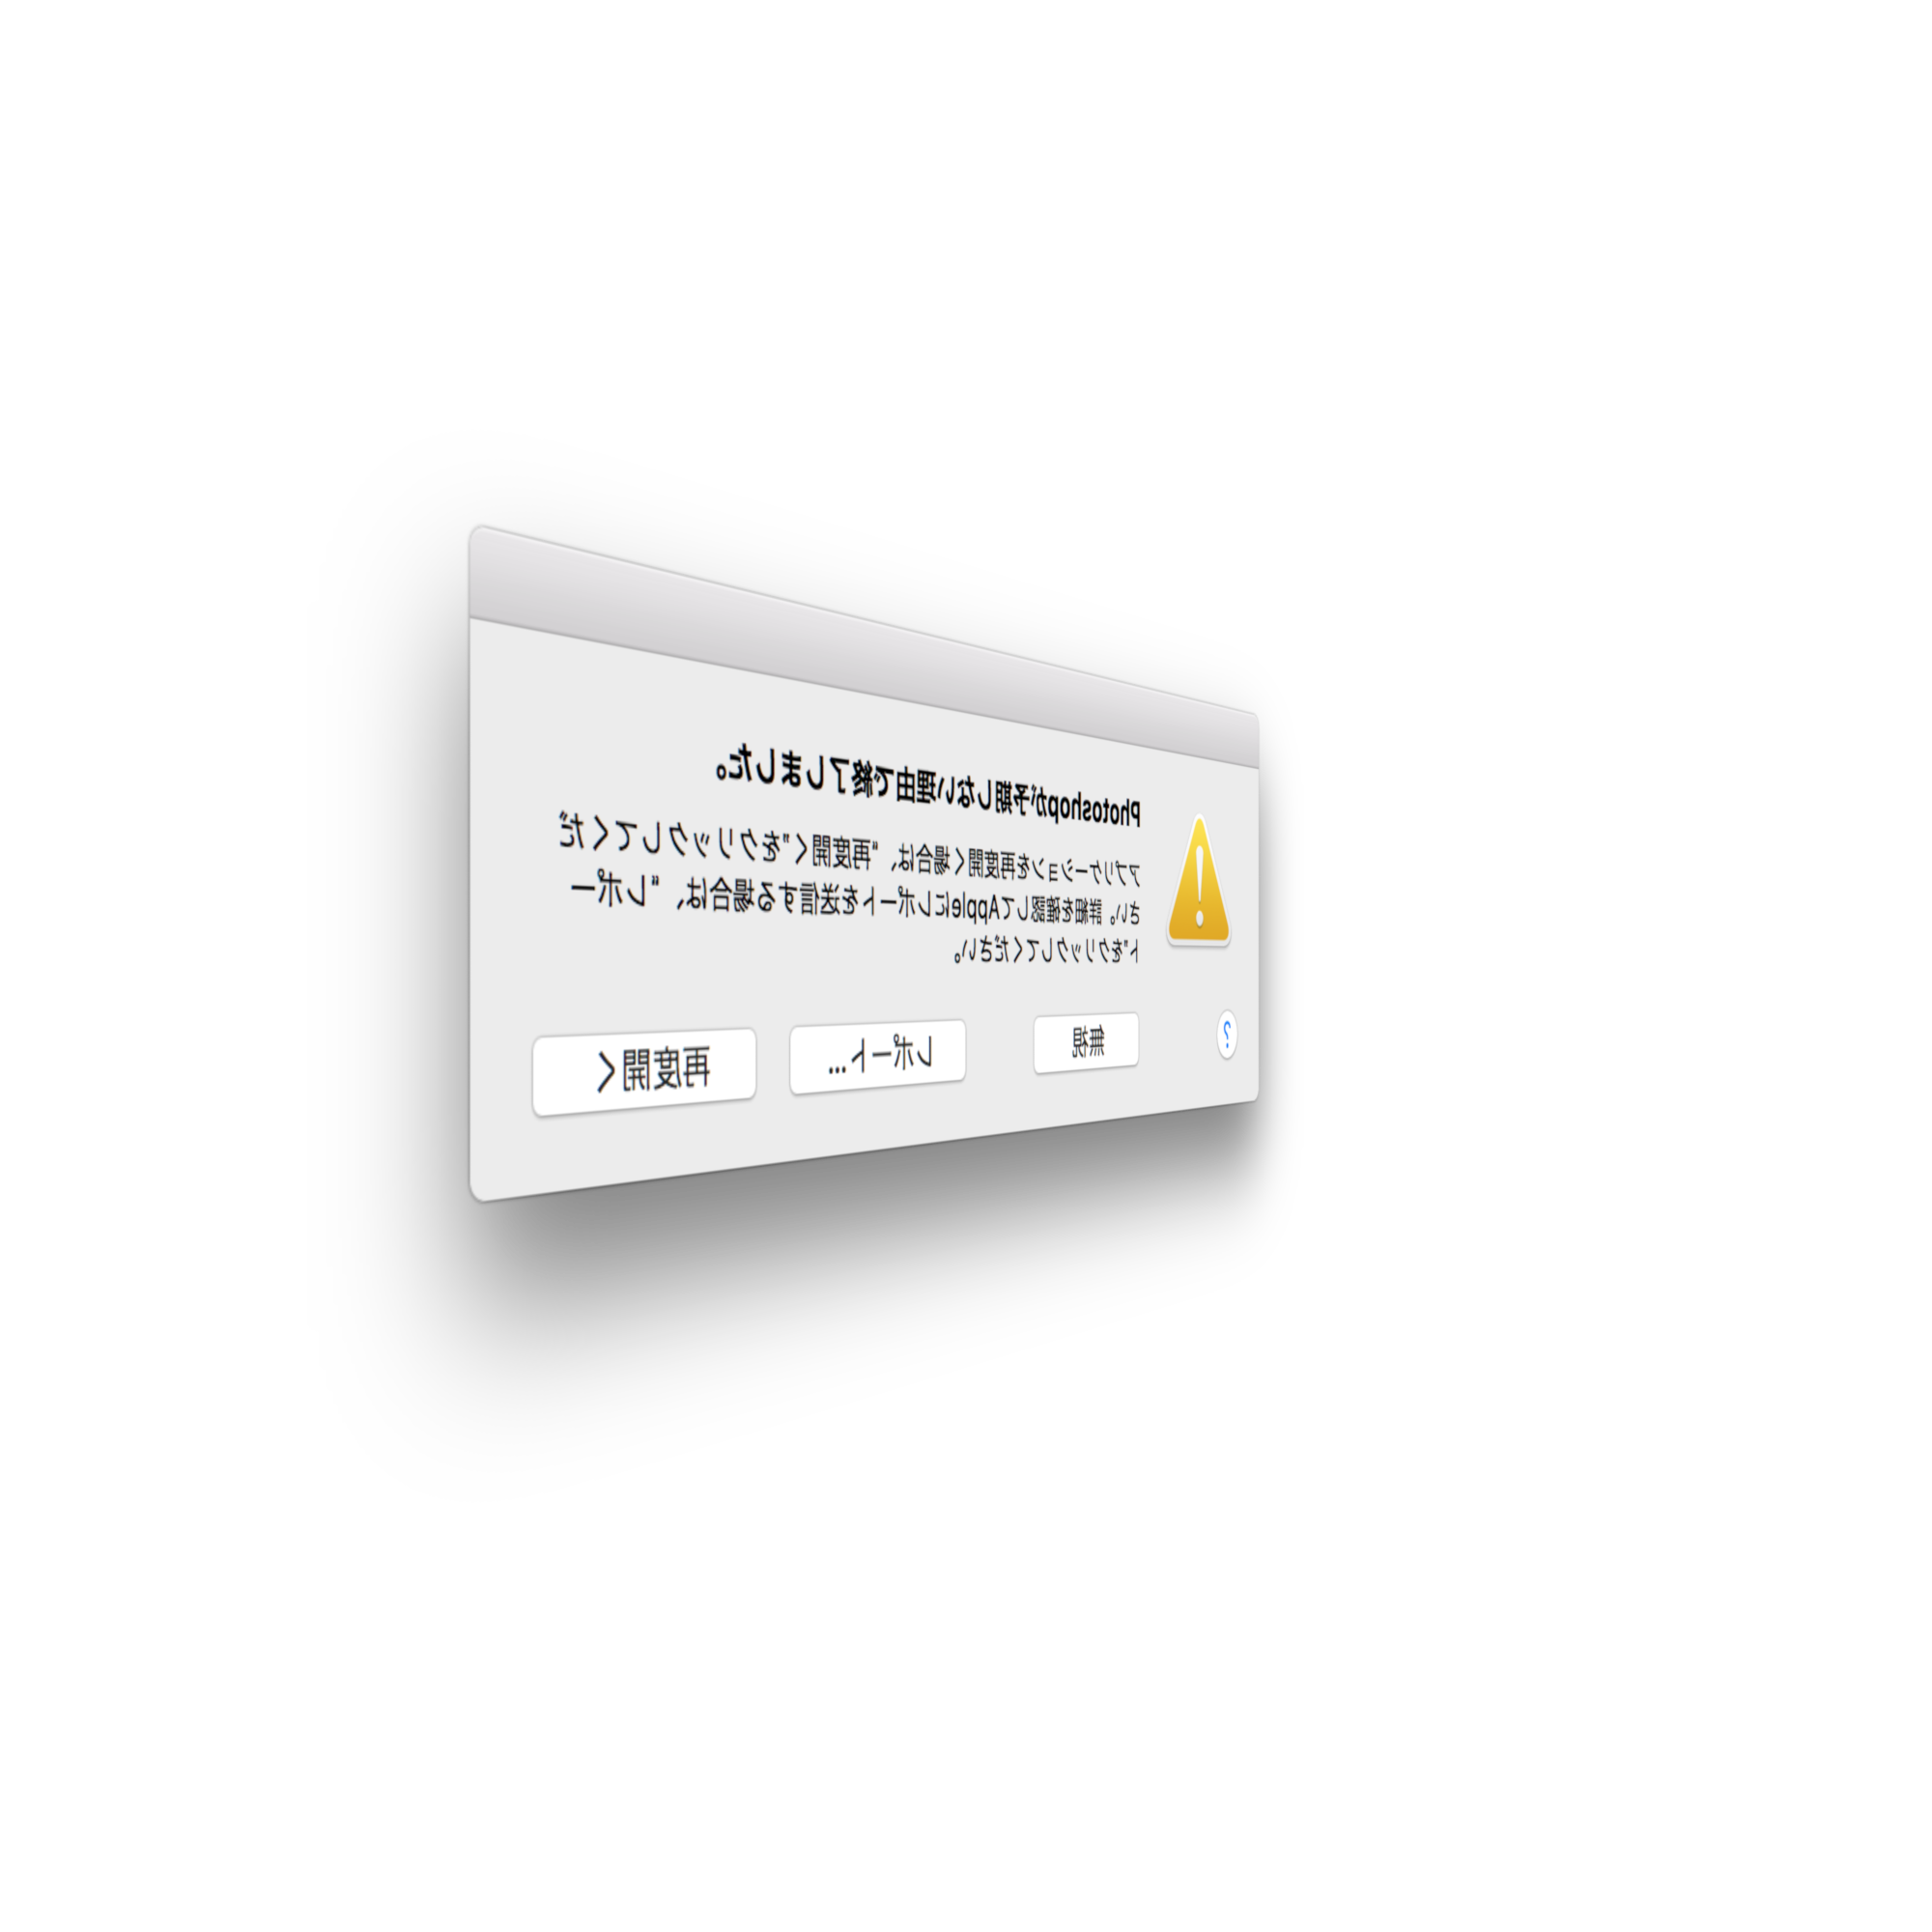 Photoshopが予期しない理由で終了しました。
アプリケーションを再度開く場合は、“再度開く”をクリックしてくだ
さい。詳細を確認してAppleにレポートを送信する場合は、“レポー
ト”をクリックしてください。
?
無視
レポート...
再度開く